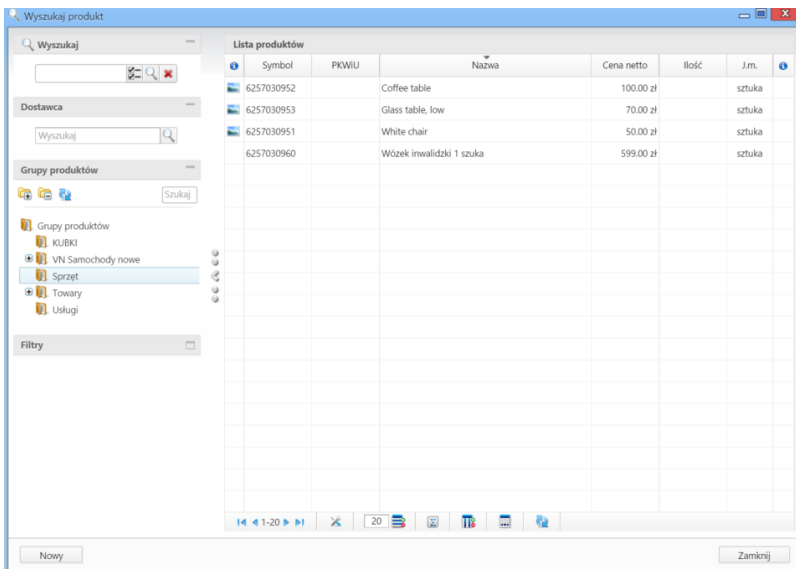 Wyszukaj produkt
Wyszukaj
Dostawca
Wyszukaj
Grupy produktów
Szukaj
Grupy produktów
KUBKI
VN Samochody nowe
Sprzęt
Towary
Usługi
Filtry
Lista produktów
Symbol PKWiU Nazwa Cena netto Ilość J.m.
6257030952 Coffee table 100.00 zł sztuka
6257030953 Glass table, low 70.00 zł sztuka
6257030951 White chair 50.00 zł sztuka
6257030960 Wózek inwalidzki 1 szuka 599.00 zł sztuka
1-20 20
Nowy Zamknij